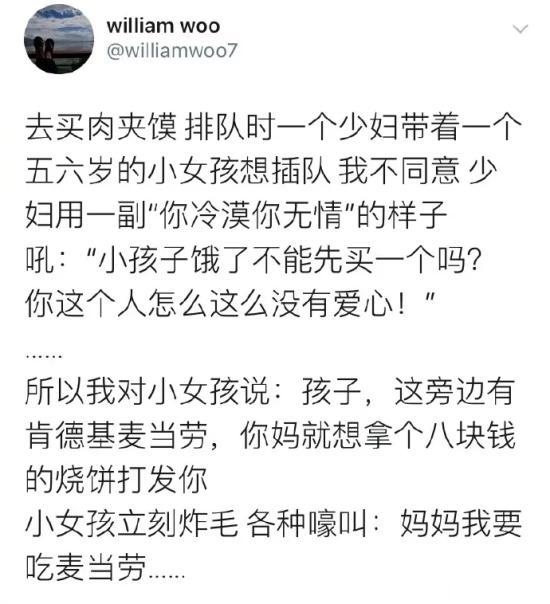 william woo
@williamwoo7
去买肉夹馍 排队时一个少妇带着一个
五六岁的小女孩想插队 我不同意 少
妇用一副“你冷漠你无情”的样子
吼：“小孩子饿了不能先买一个吗？
你这个人怎么这么没有爱心！”
......
所以我对小女孩说：孩子，这旁边有
肯德基麦当劳，你妈就想拿个八块钱
的烧饼打发你
小女孩立刻炸毛 各种嚎叫：妈妈我要
吃麦当劳......